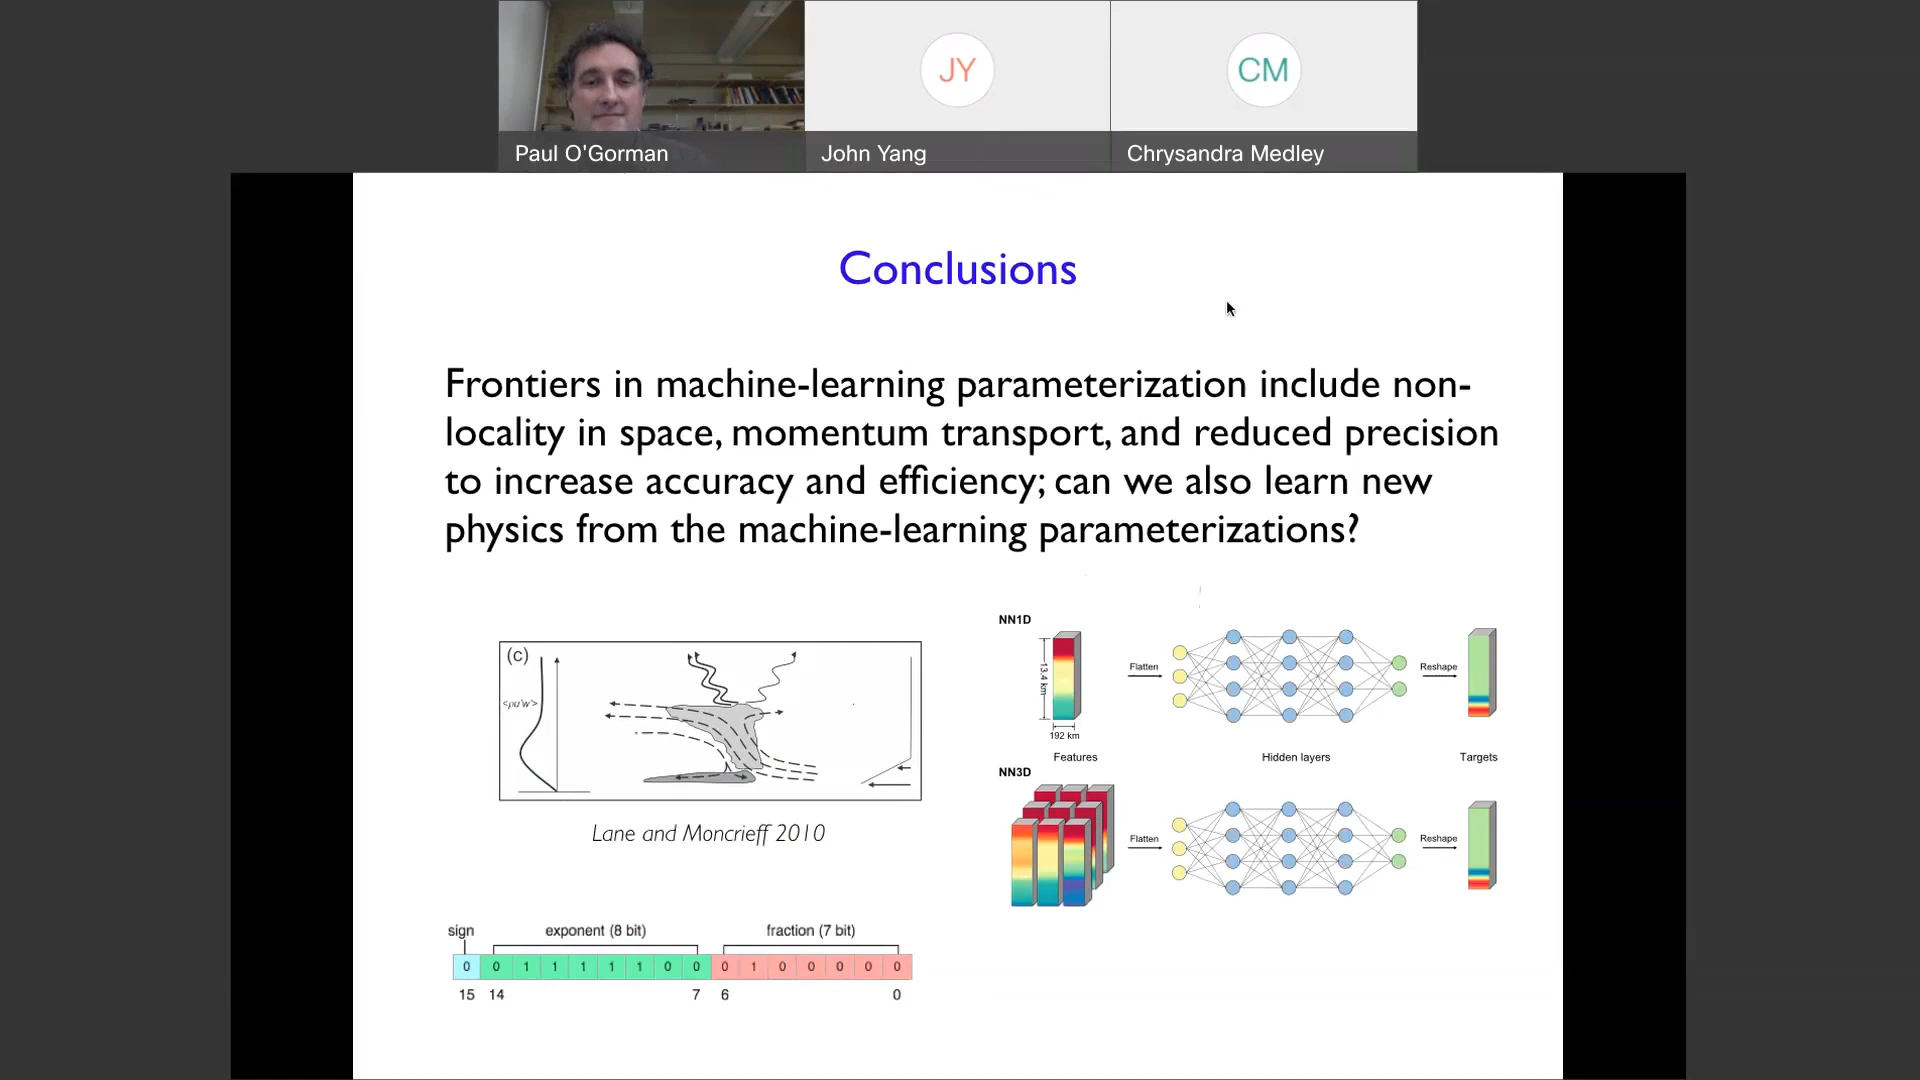 JY
CM
Paul O'Gorman
John Yang
Chrysandra Medley
Conclusions
Frontiers in machine-learning parameterization include non-
locality in space, momentum transport, and reduced precision
to increase accuracy and efficiency; can we also learn new
physics from the machine-learning parameterizations?
(c)
<ρu'w'>
Lane and Moncrieff 2010
NN1D
13.4 km
192 km
Flatten
Reshape
Features
Hidden layers
Targets
NN3D
Flatten
Reshape
sign
exponent (8 bit)
fraction (7 bit)
0 0 1 1 1 1 1 0 0 0 1 0 0 0 0 0
15 14 7 6 0